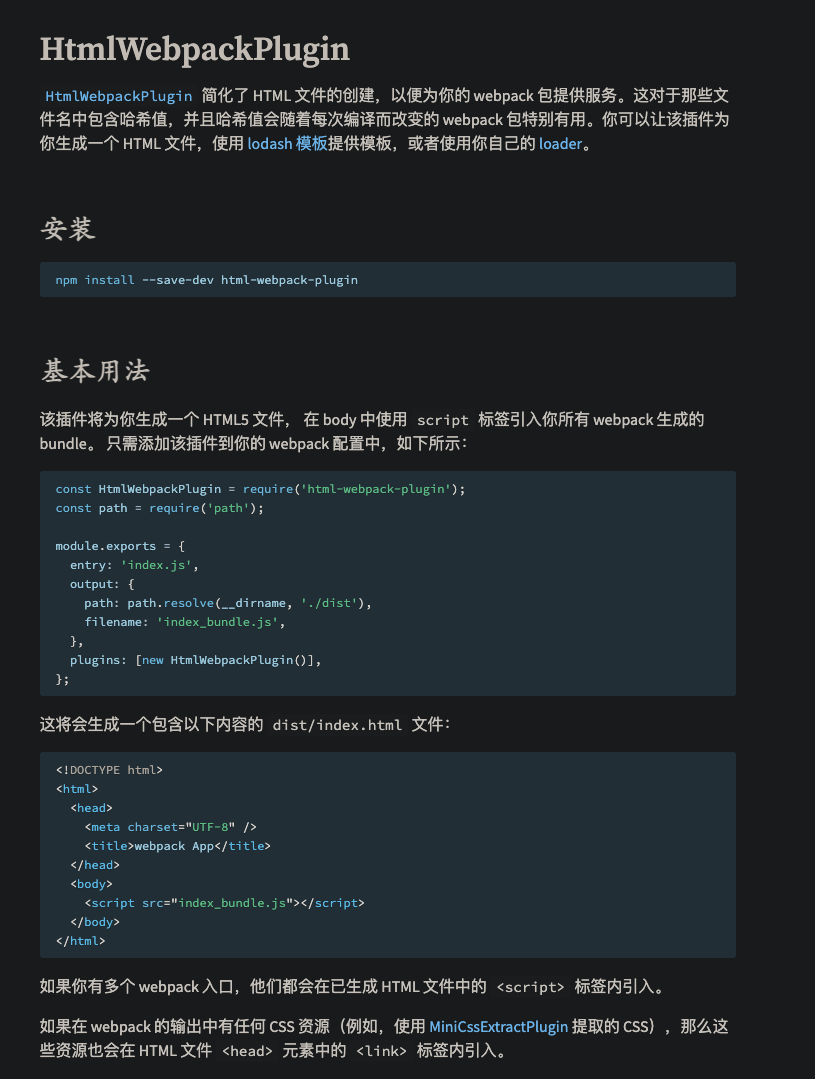 HtmlWebpackPlugin
HtmlWebpackPlugin 简化了 HTML 文件的创建，以便为你的 webpack 包提供服务。这对于那些文
件名中包含哈希值，并且哈希值会随着每次编译而改变的 webpack 包特别有用。你可以让该插件为
你生成一个 HTML 文件，使用 lodash 模板提供模板，或者使用你自己的 loader。
安装
npm install --save-dev html-webpack-plugin
基本用法
该插件将为你生成一个 HTML5 文件， 在 body 中使用 script 标签引入你所有 webpack 生成的
bundle。 只需添加该插件到你的 webpack 配置中，如下所示：
const HtmlWebpackPlugin = require('html-webpack-plugin');
const path = require('path');
module.exports = {
  entry: 'index.js',
  output: {
    path: path.resolve(__dirname, './dist'),
    filename: 'index_bundle.js',
  },
  plugins: [new HtmlWebpackPlugin()],
};
这将会生成一个包含以下内容的 dist/index.html 文件：
<!DOCTYPE html>
<html>
  <head>
    <meta charset="UTF-8" />
    <title>webpack App</title>
  </head>
  <body>
    <script src="index_bundle.js"></script>
  </body>
</html>
如果你有多个 webpack 入口，他们都会在已生成 HTML 文件中的 <script> 标签内引入。
如果在 webpack 的输出中有任何 CSS 资源（例如，使用 MiniCssExtractPlugin 提取的 CSS），那么这
些资源也会在 HTML 文件 <head> 元素中的 <link> 标签内引入。